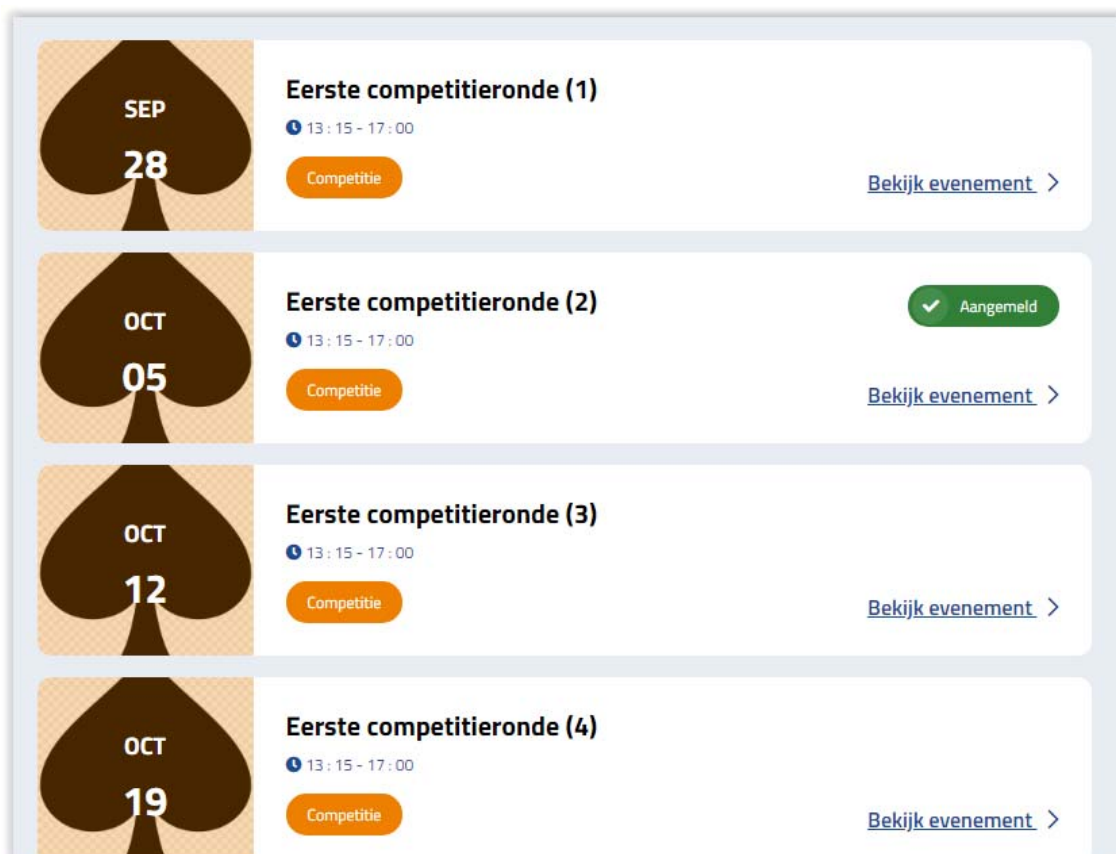 SEP
28
Eerste competitieronde (1)
13 : 15 - 17 : 00
Competitie
Bekijk evenement
OCT
05
Eerste competitieronde (2)
Aangemeld
13 : 15 - 17 : 00
Competitie
Bekijk evenement
OCT
12
Eerste competitieronde (3)
13 : 15 - 17 : 00
Competitie
Bekijk evenement
OCT
19
Eerste competitieronde (4)
13 : 15 - 17 : 00
Competitie
Bekijk evenement